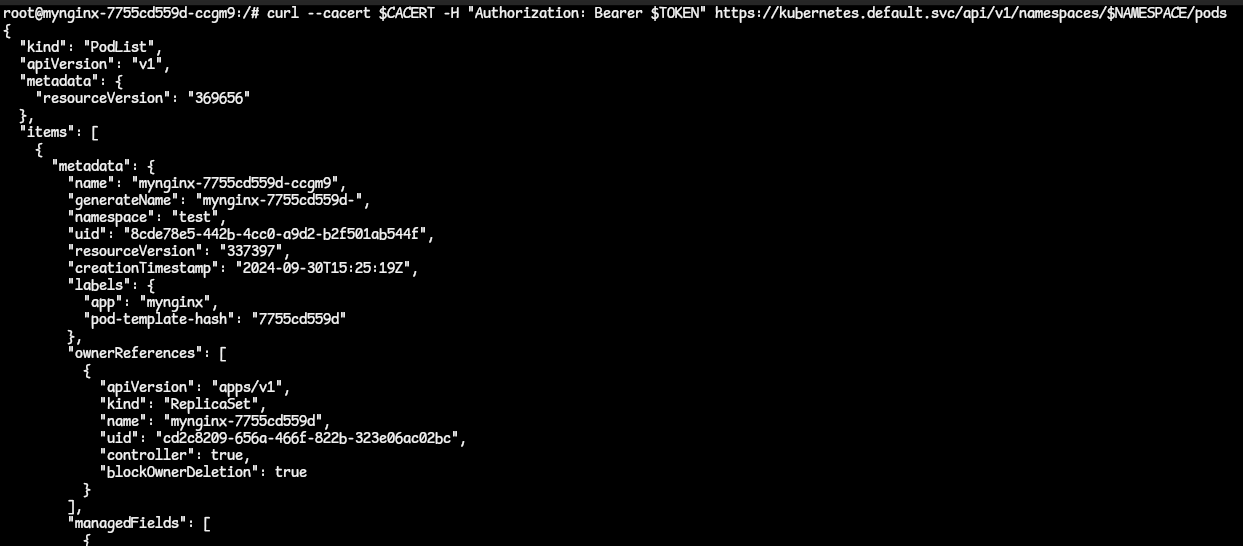 root@mynginx-7755cd559d-ccgm9:/# curl --cacert $CACERT -H "Authorization: Bearer $TOKEN" https://kubernetes.default.svc/api/v1/namespaces/$NAMESPACE/pods
{
  "kind": "PodList",
  "apiVersion": "v1",
  "metadata": {
    "resourceVersion": "369656"
  },
  "items": [
    {
      "metadata": {
        "name": "mynginx-7755cd559d-ccgm9",
        "generateName": "mynginx-7755cd559d-",
        "namespace": "test",
        "uid": "8cde78e5-442b-4cc0-a9d2-b2f501ab544f",
        "resourceVersion": "337397",
        "creationTimestamp": "2024-09-30T15:25:19Z",
        "labels": {
          "app": "mynginx",
          "pod-template-hash": "7755cd559d"
        },
        "ownerReferences": [
          {
            "apiVersion": "apps/v1",
            "kind": "ReplicaSet",
            "name": "mynginx-7755cd559d",
            "uid": "cd2c8209-656a-466f-822b-323e06ac02bc",
            "controller": true,
            "blockOwnerDeletion": true
          }
        ],
        "managedFields": [
          {